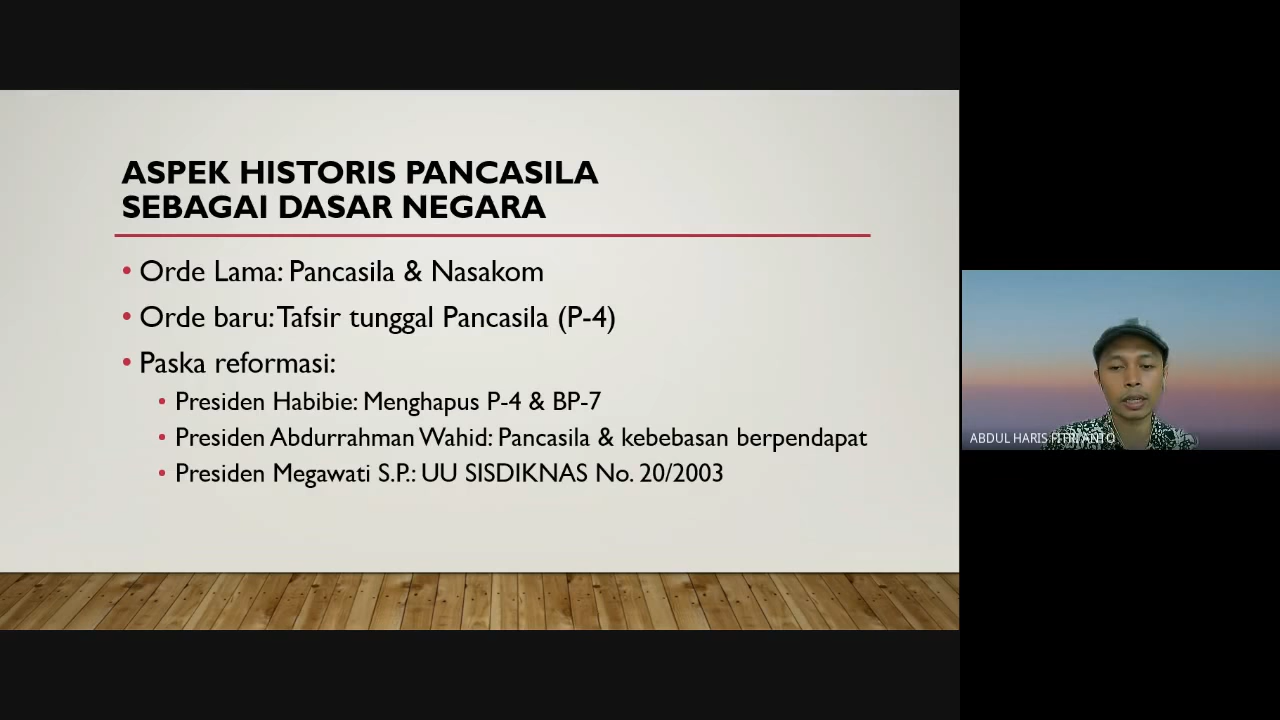 ASPEK HISTORIS PANCASILA
SEBAGAI DASAR NEGARA
• Orde Lama: Pancasila & Nasakom
• Orde baru: Tafsir tunggal Pancasila (P-4)
• Paska reformasi:
• Presiden Habibie: Menghapus P-4 & BP-7
• Presiden Abdurrahman Wahid: Pancasila & kebebasan berpendapat
• Presiden Megawati S.P.: UU SISDIKNAS No. 20/2003
ABDUL HARIS FITRIYANTO